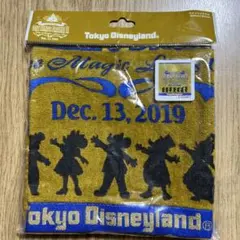 Tokyo Disneyland.
Magic
Dec. 13, 2019
Tokyo Disneyland®